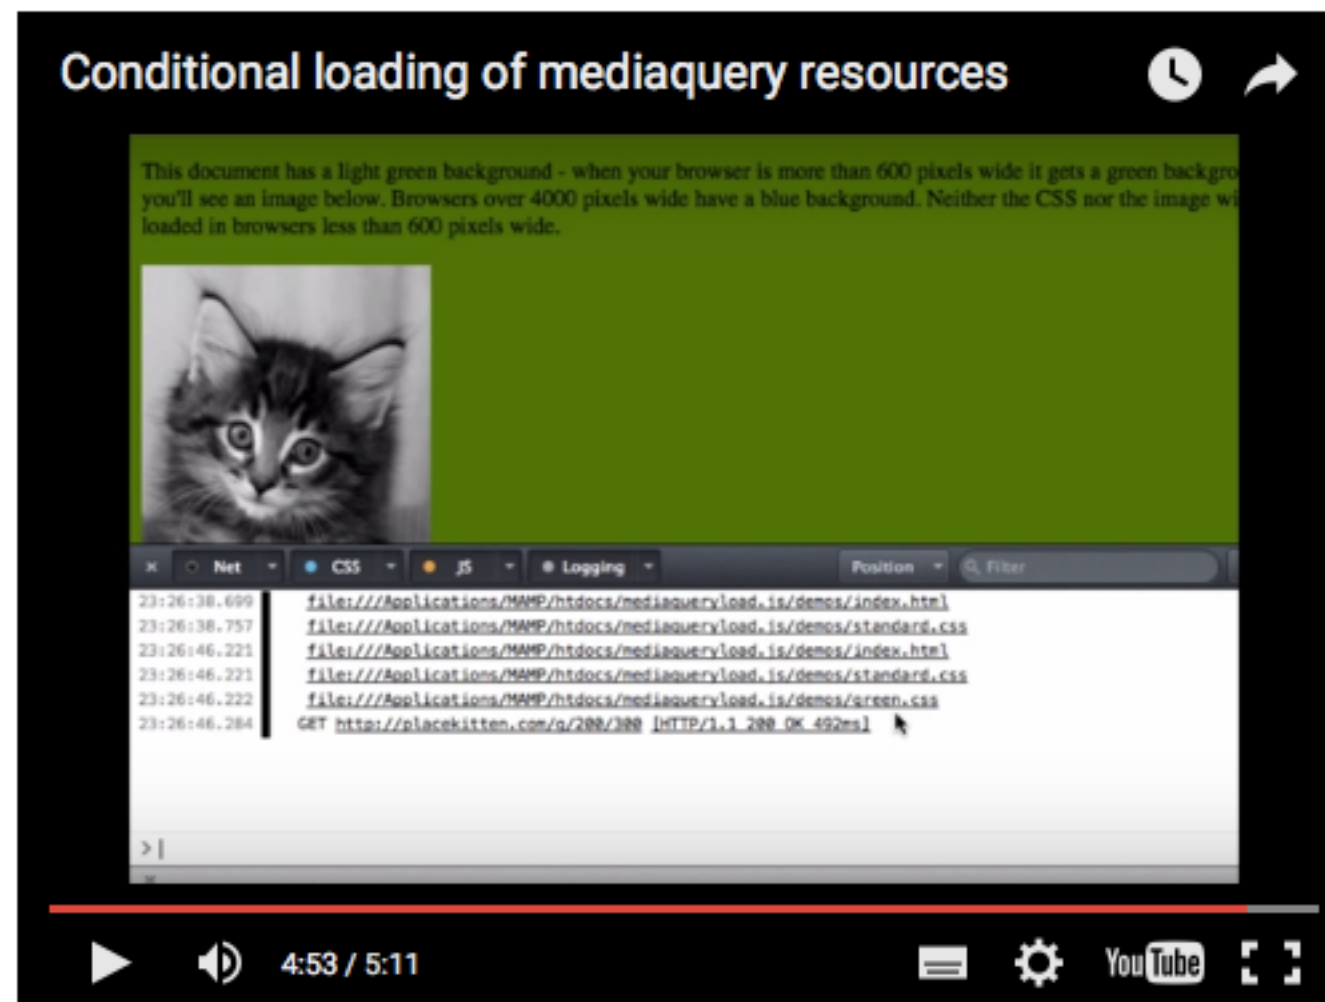 Conditional loading of mediaquery resources
This document has a light green background - when your browser is more than 600 pixels wide it gets a green backgro
you'll see an image below. Browsers over 4000 pixels wide have a blue background. Neither the CSS nor the image wi
loaded in browsers less than 600 pixels wide.
× Net CSS JS Logging Position Filter
23:26:38.699 file:///Applications/MAMP/htdocs/mediaqueryload.js/demos/index.html
23:26:38.757 file:///Applications/MAMP/htdocs/mediaqueryload.js/demos/standard.css
23:26:46.221 file:///Applications/MAMP/htdocs/mediaqueryload.js/demos/index.html
23:26:46.221 file:///Applications/MAMP/htdocs/mediaqueryload.js/demos/standard.css
23:26:46.222 file:///Applications/MAMP/htdocs/mediaqueryload.js/demos/green.css
23:26:46.284 GET http://placekitten.com/g/200/300 [HTTP/1.1 200 OK 492ms]
>
4:53 / 5:11 YouTube